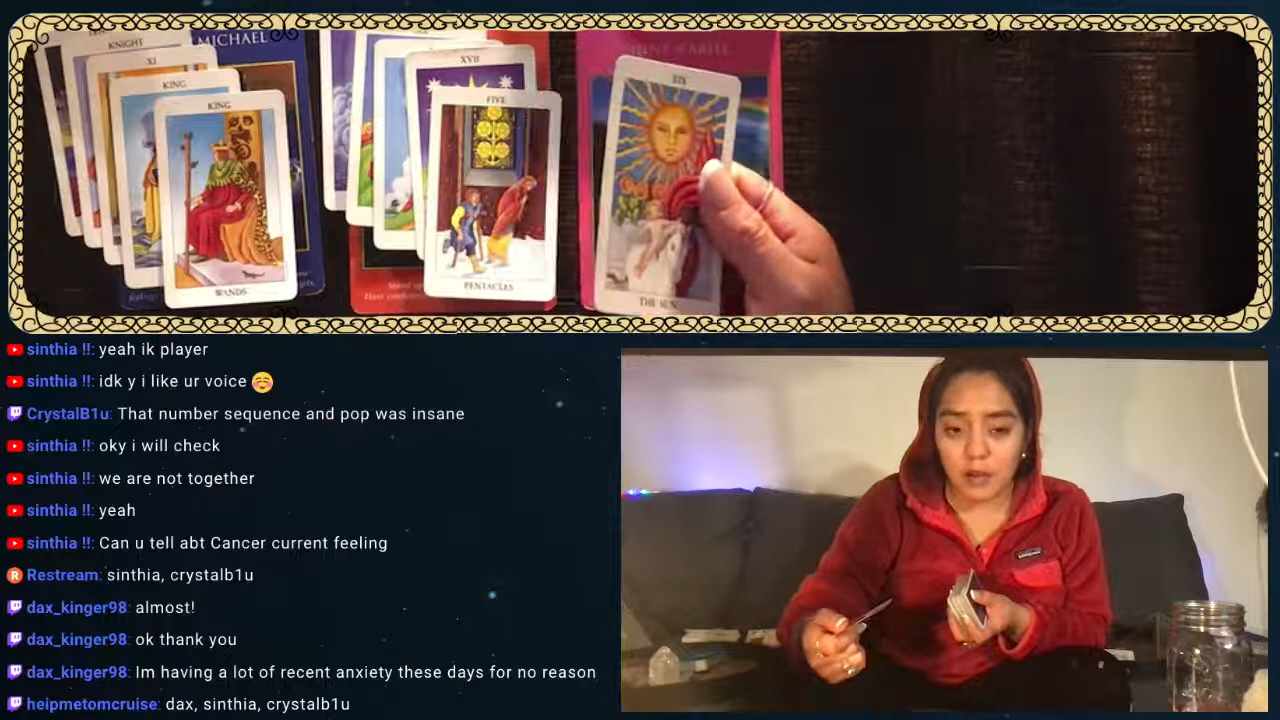 KNIGHT
XI
KING
KING
WANDS
MICHAEL
XVII
FIVE
PENTACLES
XIX
THE SUN
sinthia !!: yeah ik player
sinthia !!: idk y i like ur voice ☺️
CrystalB1u: That number sequence and pop was insane
sinthia !!: oky i will check
sinthia !!: we are not together
sinthia !!: yeah
sinthia !!: Can u tell abt Cancer current feeling
Restream: sinthia, crystalb1u
dax_kinger98: almost!
dax_kinger98: ok thank you
dax_kinger98: Im having a lot of recent anxiety these days for no reason
heipmetomcruise: dax, sinthia, crystalb1u